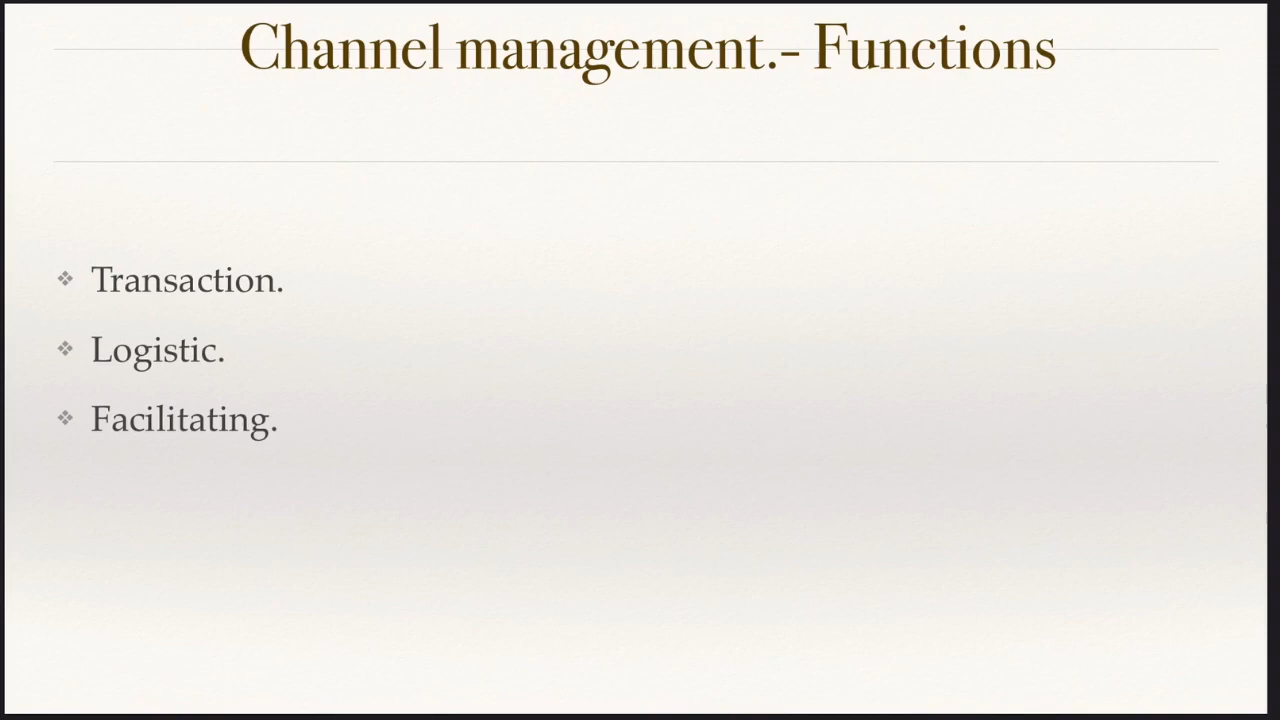 Channel management.- Functions
❖ Transaction.
❖ Logistic.
❖ Facilitating.